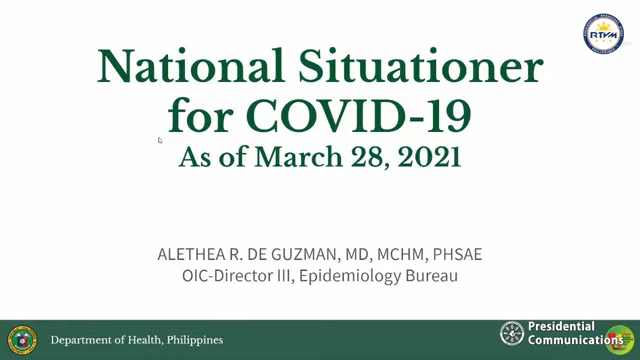 RTVM
National Situationer
for COVID-19
As of March 28, 2021
ALETHEA R. DE GUZMAN, MD, MCHM, PHSAE
OIC-Director III, Epidemiology Bureau
Department of Health, Philippines
Presidential
Communications